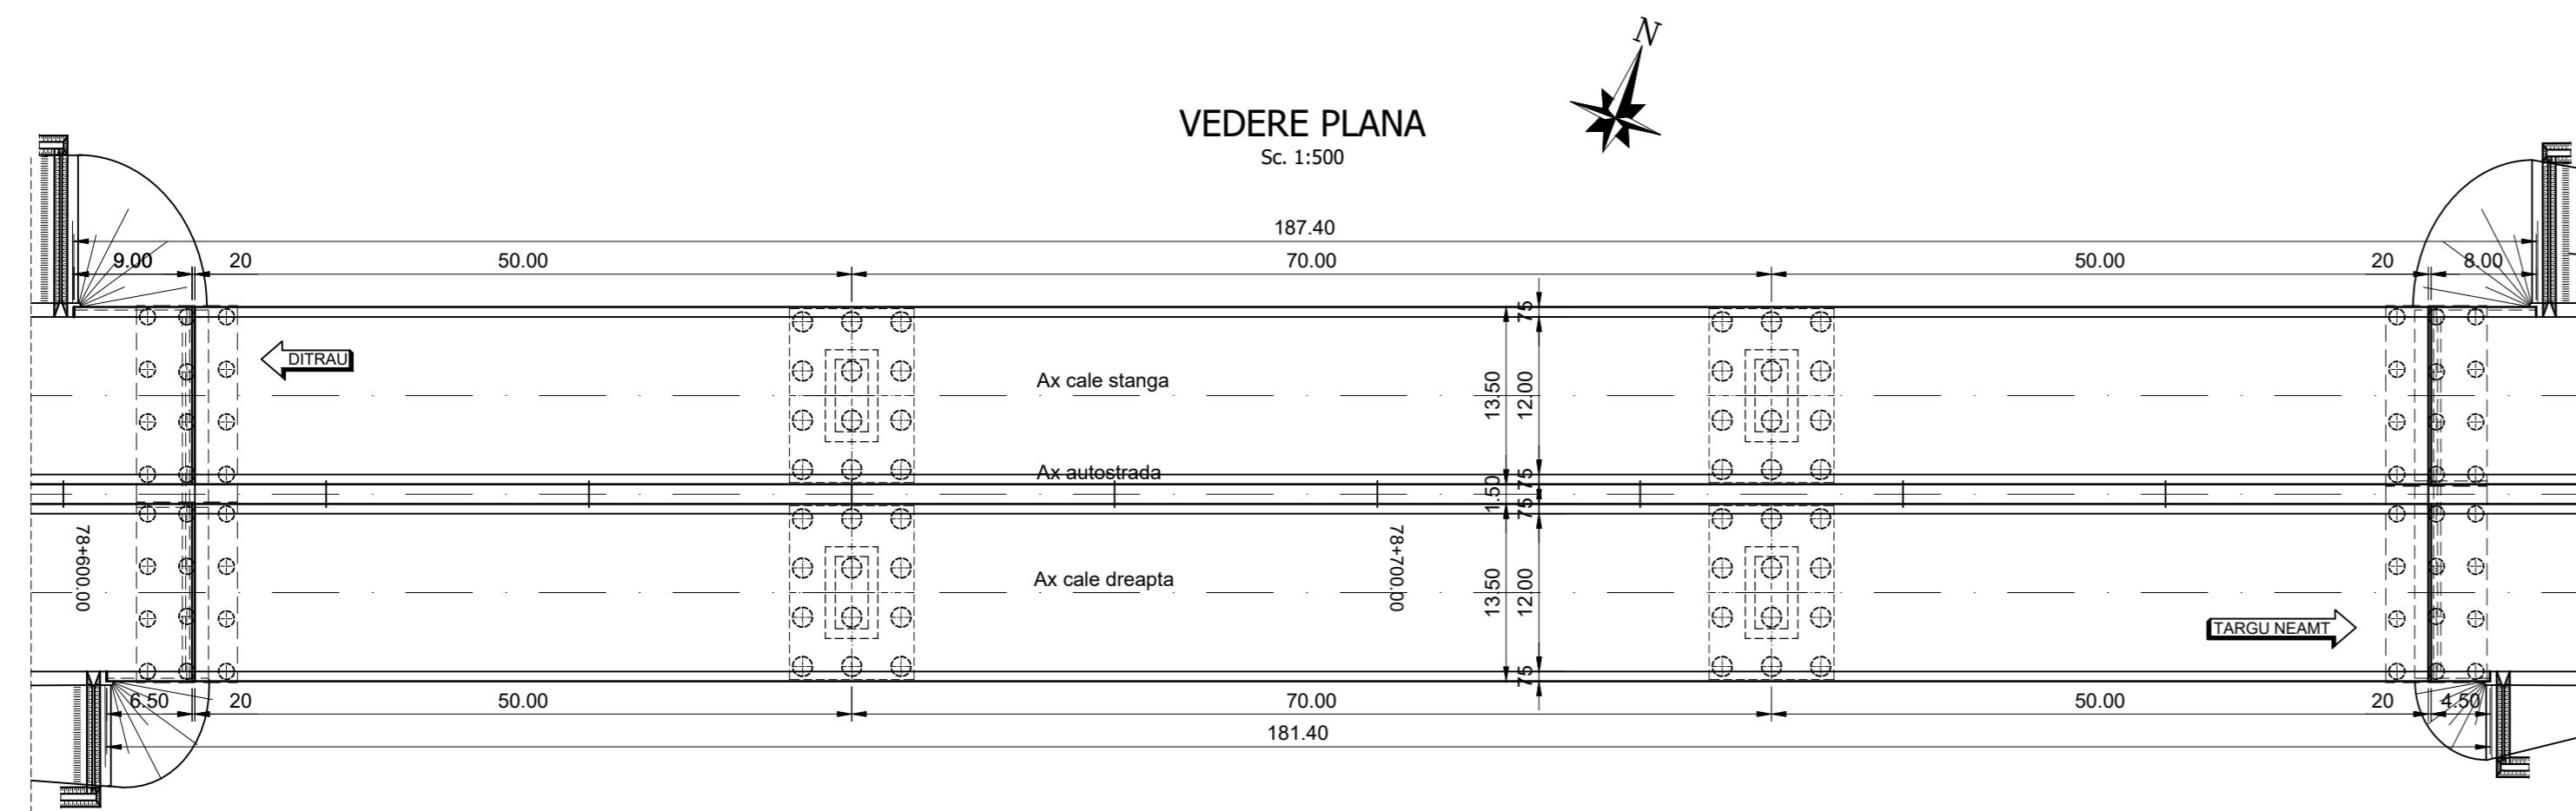 N
VEDERE PLANA
Sc. 1:500
187.40
9.00 20 50.00 70.00 50.00 20 8.00
75
DITRAU
Ax cale stanga
13.50 12.00
Ax autostrada
75
1.50
75
78+600.00
78+700.00
Ax cale dreapta
13.50 12.00
TARGU NEAMT
75
6.50 20 50.00 70.00 50.00 20 4.50
181.40